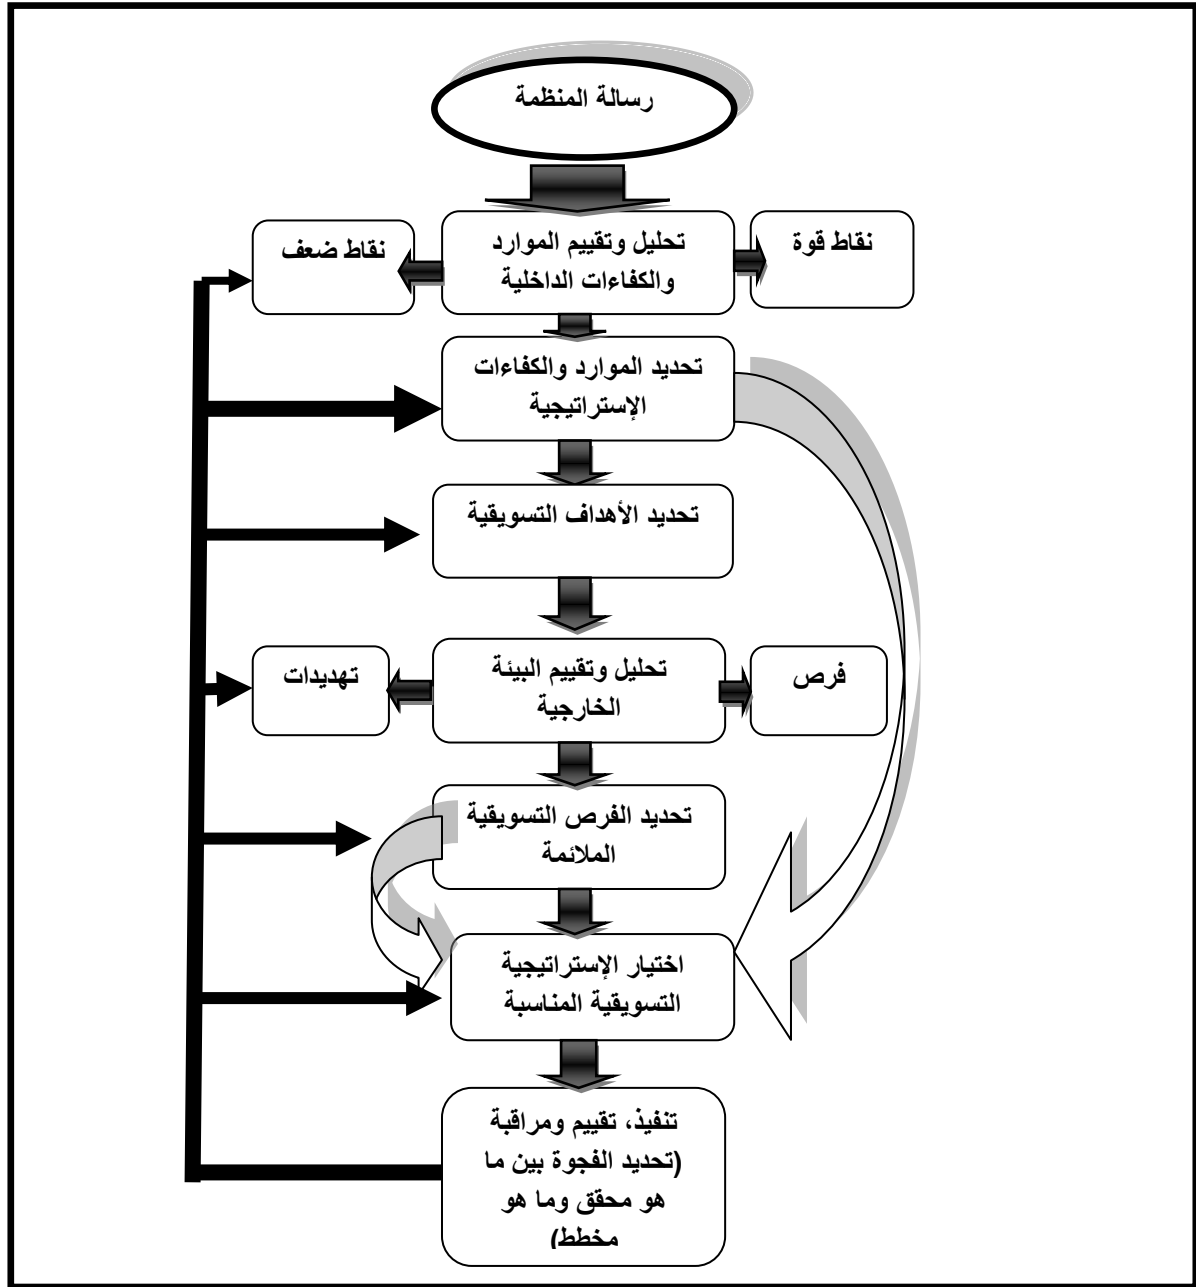 رسالة المنظمة
نقاط قوة
تحليل وتقييم الموارد
والكفاءات الداخلية
نقاط ضعف
تحديد الموارد والكفاءات
الإستراتيجية
تحديد الأهداف التسويقية
فرص
تحليل وتقييم البيئة
الخارجية
تهديدات
تحديد الفرص التسويقية
الملائمة
اختيار الإستراتيجية
التسويقية المناسبة
تنفيذ، تقييم ومراقبة
(تحديد الفجوة بين ما
هو محقق وما هو
مخطط)